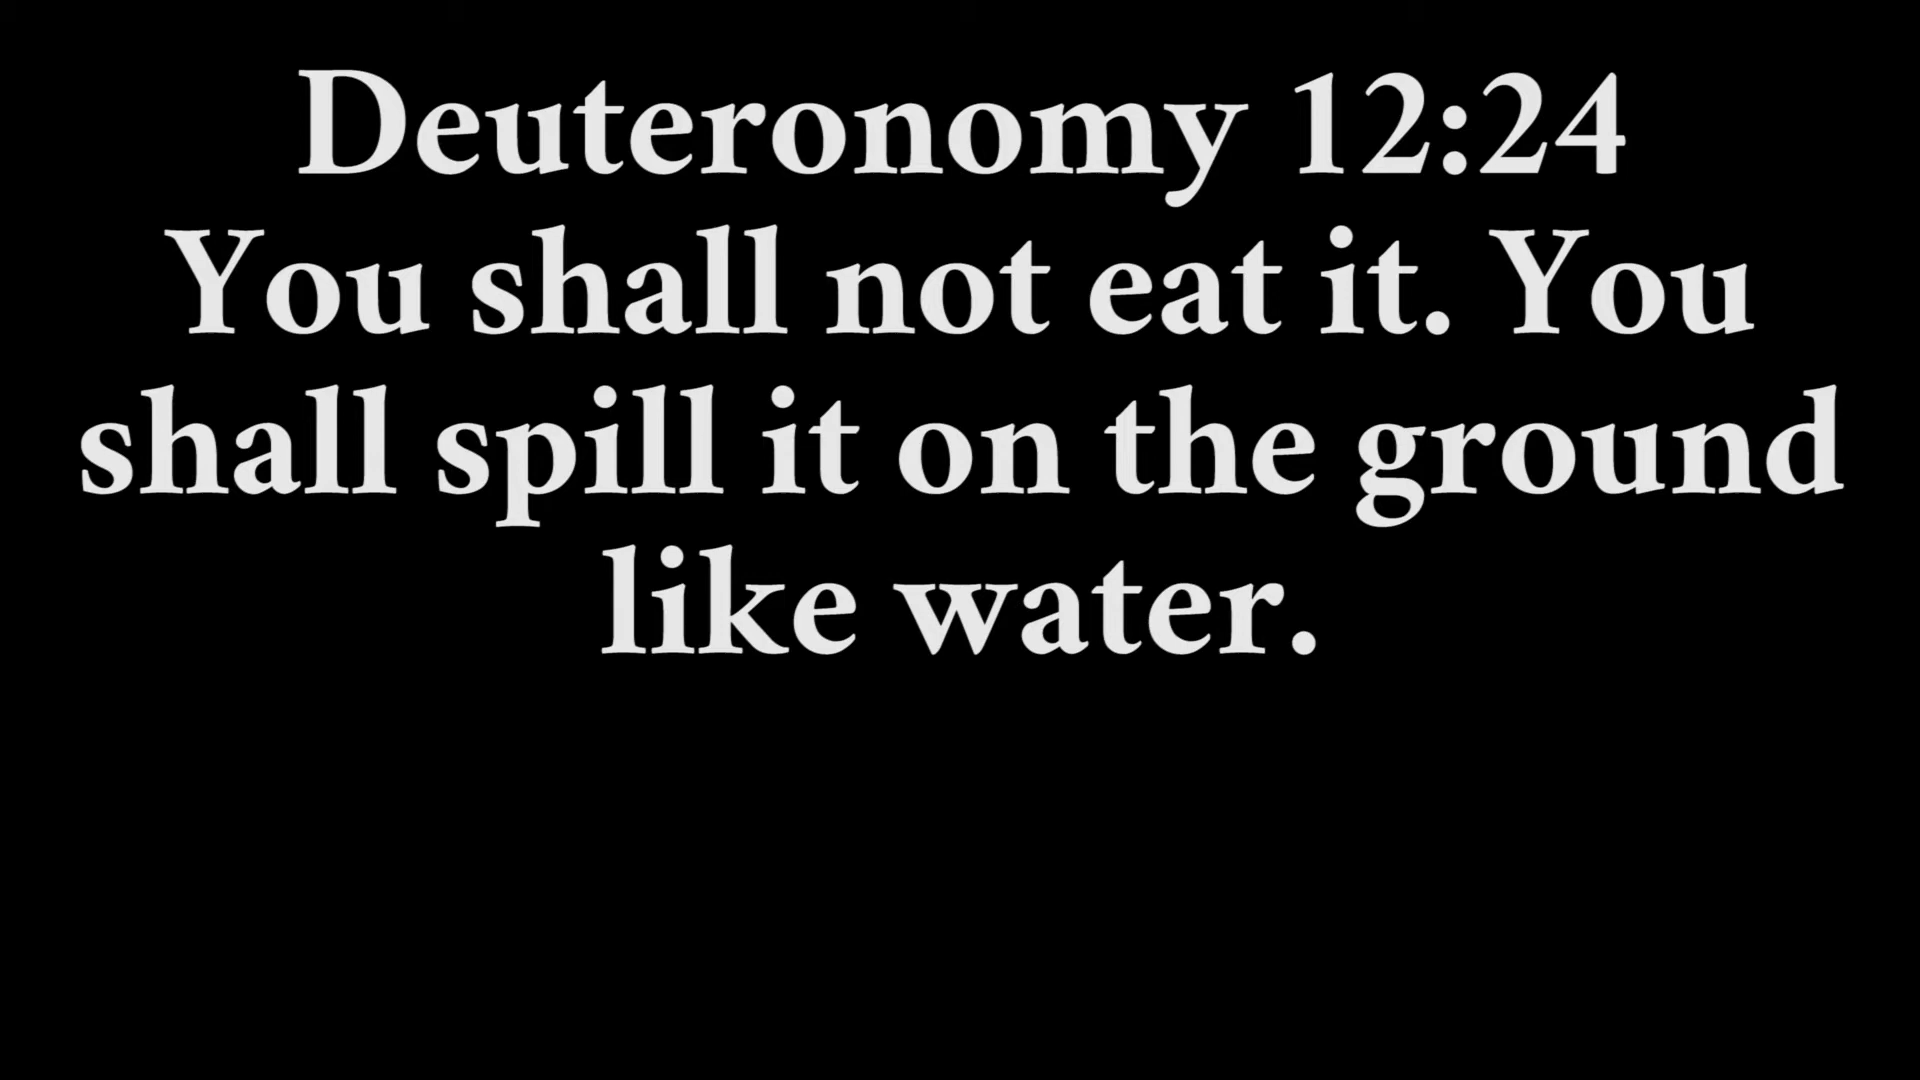 Deuteronomy 12:24
You shall not eat it. You
shall spill it on the ground
like water.